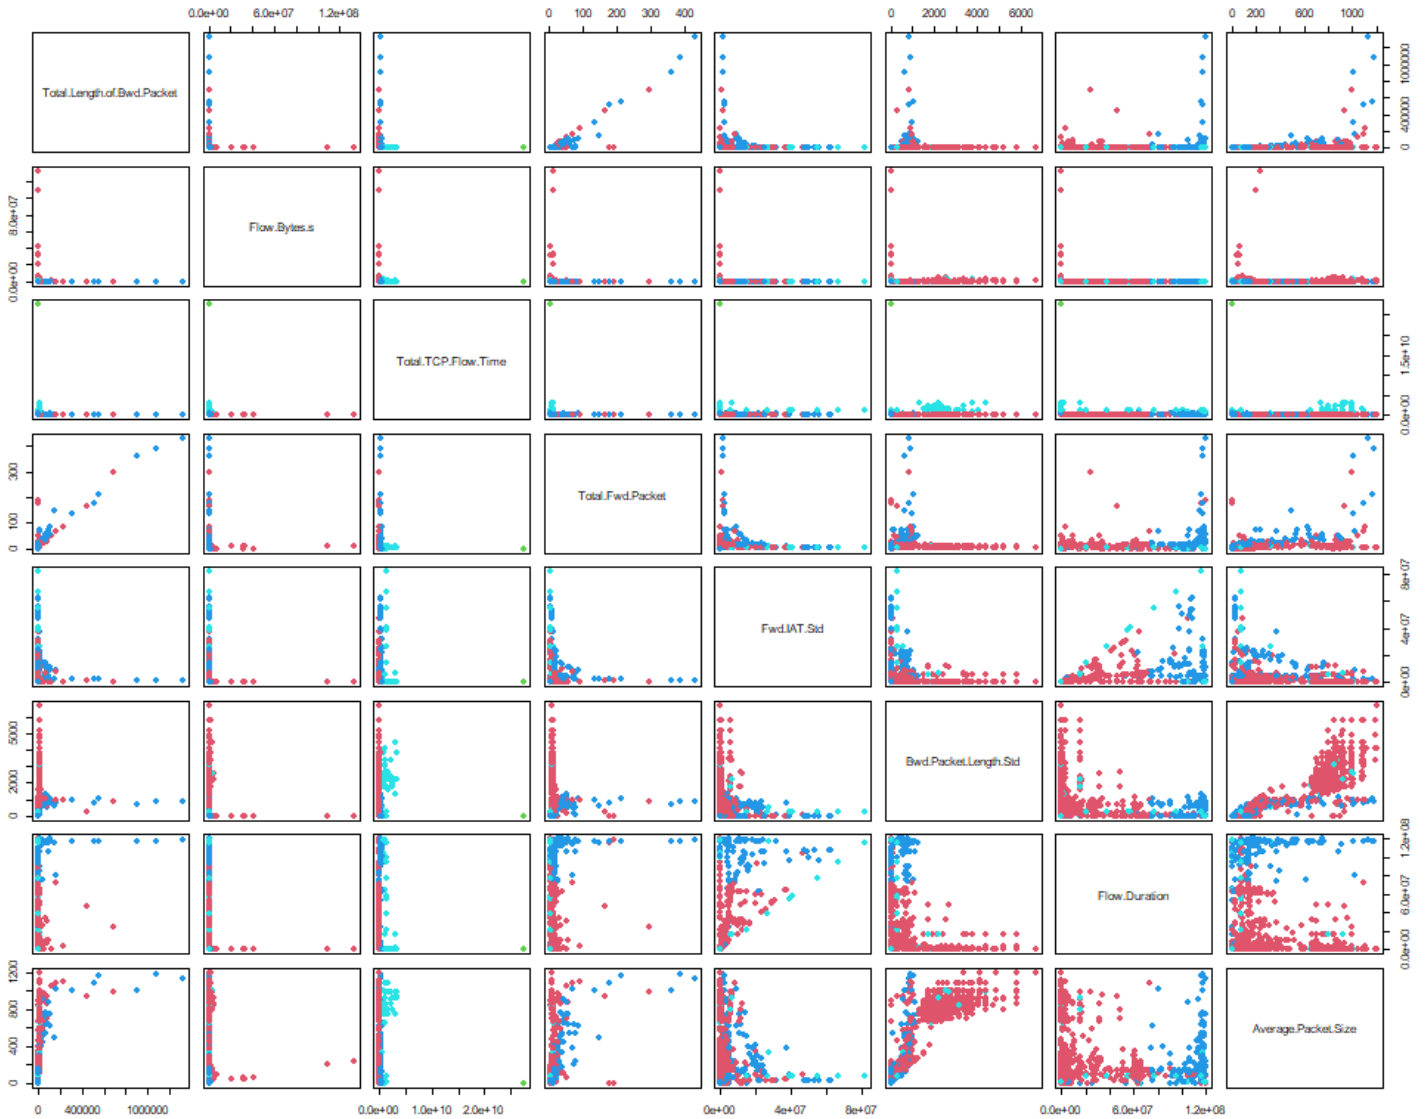 0.0e+00 6.0e+07 1.2e+08 0 100 200 300 400 0 2000 4000 6000 0 200 600 1000
Total.Length.of.Bwd.Packet
0 400000 1000000
Flow.Bytes.s
0.0e+00 8.0e+07
Total.TCP.Flow.Time
0.0e+00 1.5e+10
Total.Fwd.Packet
0 100 300
Fwd.IAT.Std
0e+00 4e+07 8e+07
Bwd.Packet.Length.Std
0 2000 5000
Flow.Duration
0.0e+00 6.0e+07 1.2e+08
Average.Packet.Size
0 400 800 1200
0 400000 1000000 0.0e+00 1.0e+10 2.0e+10 0e+00 4e+07 8e+07 0.0e+00 6.0e+07 1.2e+08